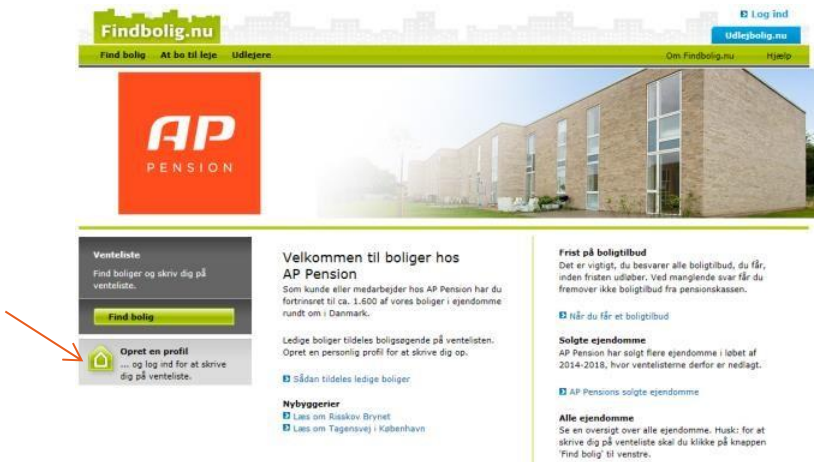 Findbolig.nu
Log ind
Udlejbolig.nu
Find bolig At bo til leje Udlejere
Om Findbolig.nu Hjælp
AP
PENSION
Venteliste
Find boliger og skriv dig på
venteliste.
Find bolig
Opret en profil
... og log ind for at skrive
dig på venteliste.
Velkommen til boliger hos
AP Pension
Som kunde eller medarbejder hos AP Pension har du
fortrinsret til ca. 1.600 af vores boliger i ejendomme
rundt om i Danmark.
Ledige boliger tildeles boligsøgende på ventelisten.
Opret en personlig profil for at skrive dig op.
Sådan tildeles ledige boliger
Nybyggerier
Læs om Risskov Brynet
Læs om Tagensvej i København
Frist på boligtilbud
Det er vigtigt, du besvarer alle boligtilbud, du får,
inden fristen udløber. Ved manglende svar får du
fremover ikke boligtilbud fra pensionskassen.
Når du får et boligtilbud
Solgte ejendomme
AP Pension har solgt flere ejendomme i løbet af
2014-2018, hvor ventelisterne derfor er nedlagt.
AP Pensions solgte ejendomme
Alle ejendomme
Se en oversigt over alle ejendomme. Husk: for at
skrive dig på venteliste skal du klikke på knappen
'Find bolig' til venstre.